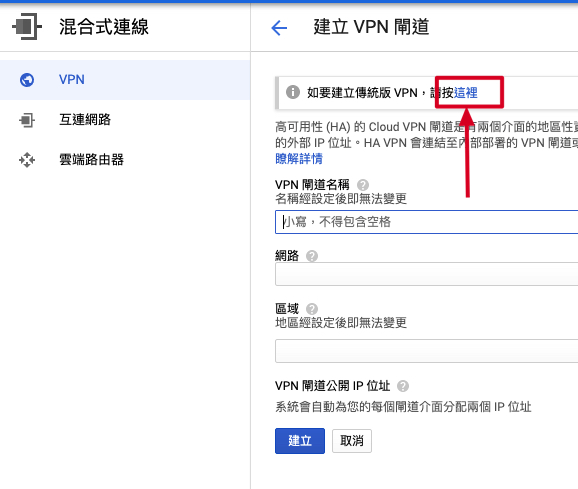 混合式連線
建立 VPN 閘道
VPN
互連網路
雲端路由器
如要建立傳統版 VPN，請按這裡
高可用性 (HA) 的 Cloud VPN 閘道是有兩個介面的地區性
的外部 IP 位址。HA VPN 會連結至內部部署的 VPN 閘道或
瞭解詳情
VPN 閘道名稱
名稱經設定後即無法變更
小寫，不得包含空格
網路
區域
地區經設定後即無法變更
VPN 閘道公開 IP 位址
系統會自動為您的每個閘道介面分配兩個 IP 位址
建立
取消